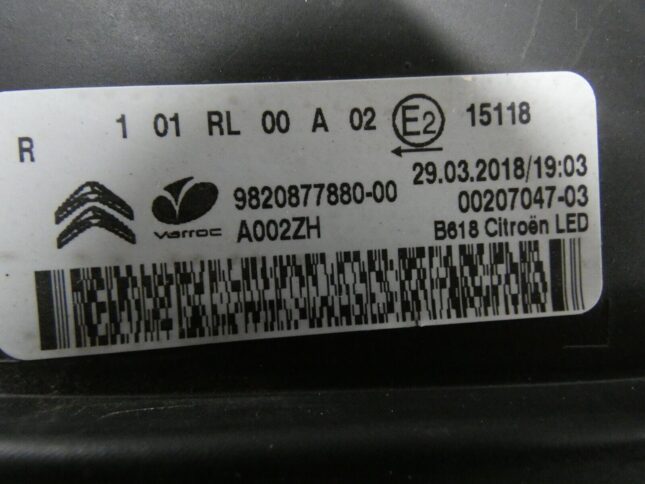 R 1 01 RL 00 A 02 E2 15118
29.03.2018/19:03
9820877880-00 00207047-03
varroc A002ZH B618 Citroën LED